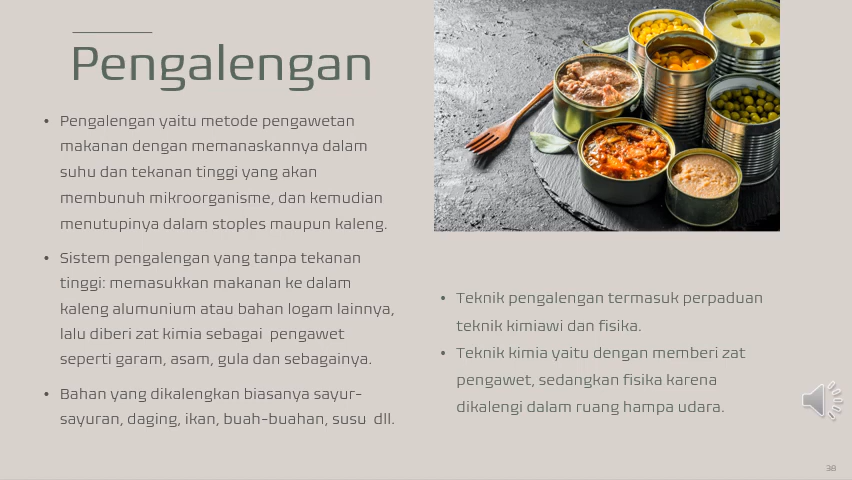 Pengalengan
• Pengalengan yaitu metode pengawetan
makanan dengan memanaskannya dalam
suhu dan tekanan tinggi yang akan
membunuh mikroorganisme, dan kemudian
menutupinya dalam stoples maupun kaleng.
• Sistem pengalengan yang tanpa tekanan
tinggi: memasukkan makanan ke dalam
kaleng alumunium atau bahan logam lainnya,
lalu diberi zat kimia sebagai pengawet
seperti garam, asam, gula dan sebagainya.
• Bahan yang dikalengkan biasanya sayur-
sayuran, daging, ikan, buah-buahan, susu dll.
• Teknik pengalengan termasuk perpaduan
teknik kimiawi dan fisika.
• Teknik kimia yaitu dengan memberi zat
pengawet, sedangkan fisika karena
dikalengi dalam ruang hampa udara.
38